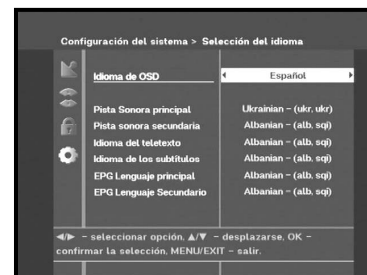 Configuración del sistema > Selección del idioma
Idioma de OSD Español
Pista Sonora principal Ukrainian - (ukr, ukr)
Pista sonora secundaria Albanian - (alb, sqi)
Idioma del teletexto Albanian - (alb, sqi)
Idioma de los subtítulos Albanian - (alb, sqi)
EPG Lenguaje principal Albanian - (alb, sqi)
EPG Lenguaje Secundario Albanian - (alb, sqi)
◄/► - seleccionar opción, ▲/▼ - desplazarse, OK -
confirmar la selección, MENU/EXIT - salir.